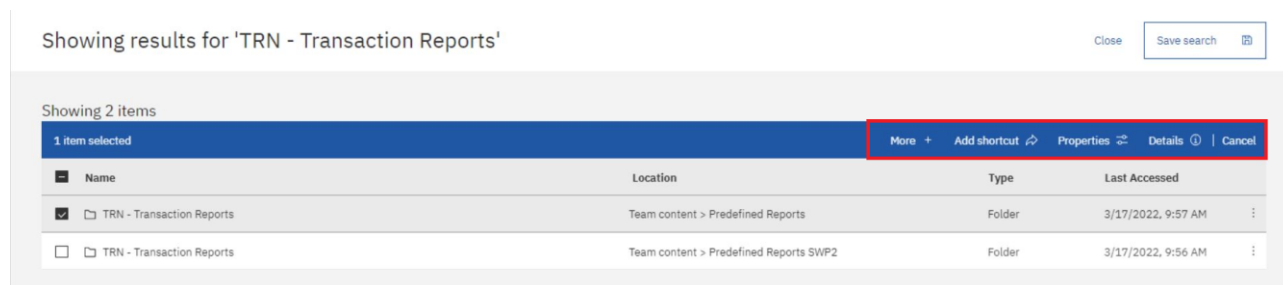 Showing results for 'TRN - Transaction Reports' Close Save search
Showing 2 items
1 item selected More + Add shortcut Properties Details | Cancel
Name Location Type Last Accessed
TRN - Transaction Reports Team content > Predefined Reports Folder 3/17/2022, 9:57 AM
TRN - Transaction Reports Team content > Predefined Reports SWP2 Folder 3/17/2022, 9:56 AM